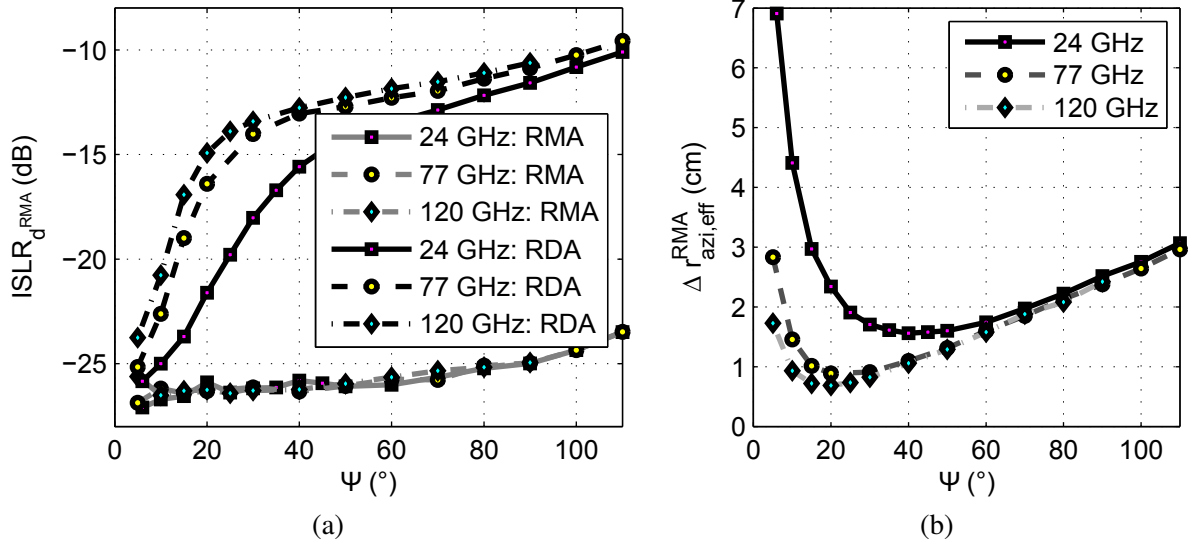 −10
−15
−20
−25
ISLR_d^RMA (dB)
24 GHz: RMA
77 GHz: RMA
120 GHz: RMA
24 GHz: RDA
77 GHz: RDA
120 GHz: RDA
0 20 40 60 80 100
Ψ (°)
(a)
7
6
5
4
3
2
1
0
Δ r_azi,eff^RMA (cm)
24 GHz
77 GHz
120 GHz
0 20 40 60 80 100
Ψ (°)
(b)